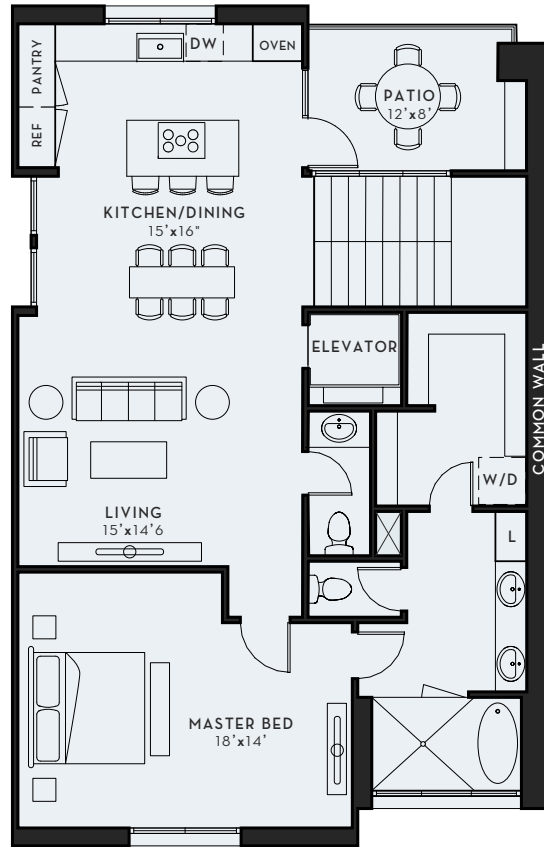 PANTRY
REF
DW
OVEN
PATIO
12'x8'
KITCHEN/DINING
15'x16"
ELEVATOR
COMMON WALL
W/D
L
LIVING
15'x14'6
MASTER BED
18'x14'